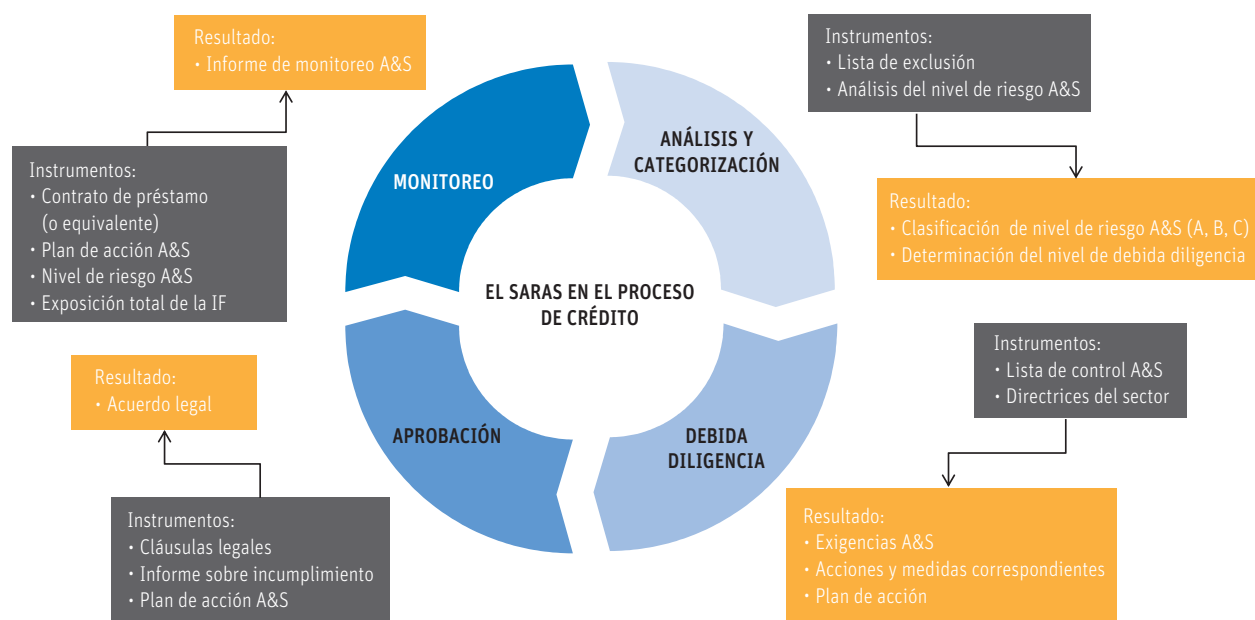 Resultado:
• Informe de monitoreo A&S
Instrumentos:
• Contrato de préstamo
(o equivalente)
• Plan de acción A&S
• Nivel de riesgo A&S
• Exposición total de la IF
MONITOREO
ANÁLISIS Y
CATEGORIZACIÓN
Instrumentos:
• Lista de exclusión
• Análisis del nivel de riesgo A&S
Resultado:
• Clasificación de nivel de riesgo A&S (A, B, C)
• Determinación del nivel de debida diligencia
EL SARAS EN EL PROCESO
DE CRÉDITO
Resultado:
• Acuerdo legal
Instrumentos:
• Cláusulas legales
• Informe sobre incumplimiento
• Plan de acción A&S
APROBACIÓN
DEBIDA
DILIGENCIA
Instrumentos:
• Lista de control A&S
• Directrices del sector
Resultado:
• Exigencias A&S
• Acciones y medidas correspondientes
• Plan de acción